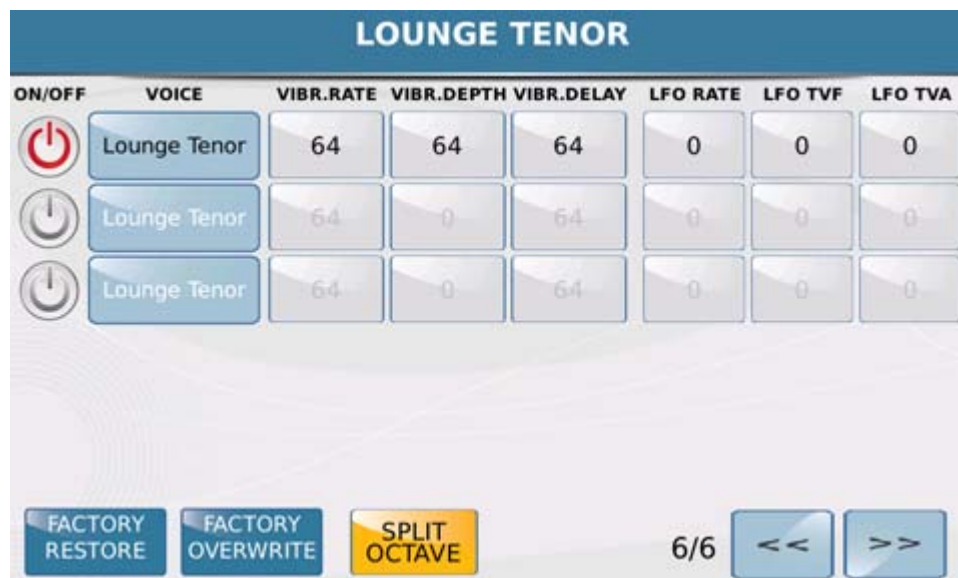 LOUNGE TENOR
ON/OFF VOICE VIBR.RATE VIBR.DEPTH VIBR.DELAY LFO RATE LFO TVF LFO TVA
Lounge Tenor 64 64 64 0 0 0
Lounge Tenor 64 0 64 0 0 0
Lounge Tenor 64 0 64 0 0 0
FACTORY RESTORE
FACTORY OVERWRITE
SPLIT OCTAVE
6/6 << >>